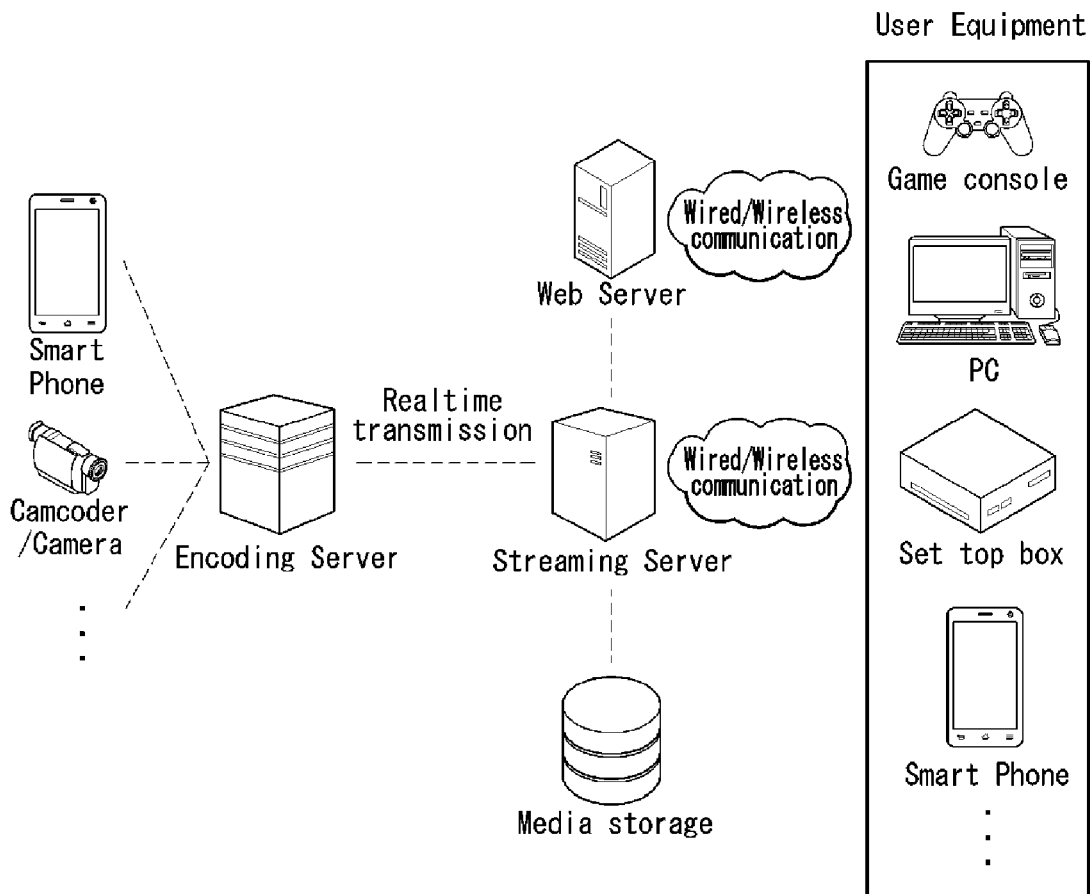 User Equipment
Game console
Wired/Wireless
communication
Web Server
Smart
Phone
PC
Realtime
transmission
Wired/Wireless
communication
Camcoder
/Camera
Encoding Server
Streaming Server
Set top box
Smart Phone
Media storage